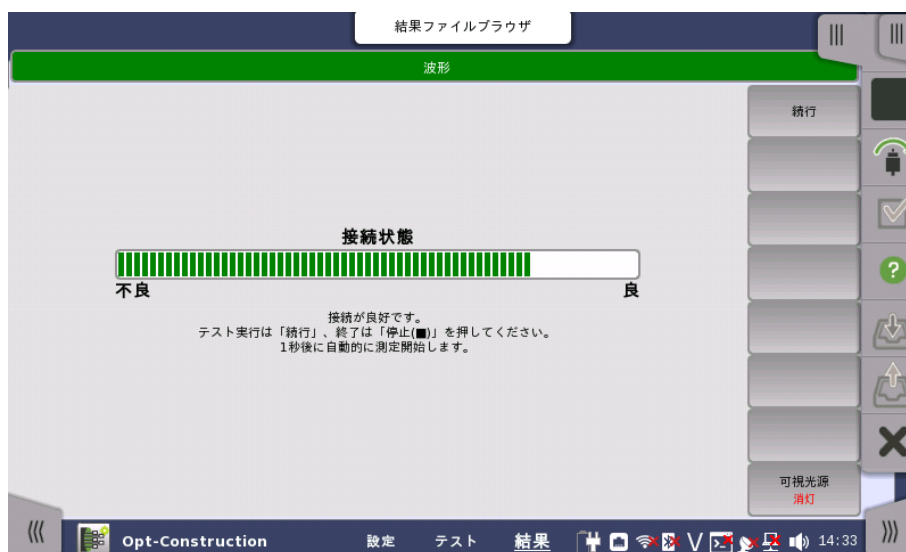 結果ファイルブラウザ
波形
続行
接続状態
不良 良
接続が良好です。
テスト実行は「続行」、終了は「停止(■)」を押してください。
1秒後に自動的に測定開始します。
可視光源
消灯
Opt-Construction 設定 テスト 結果 14:33